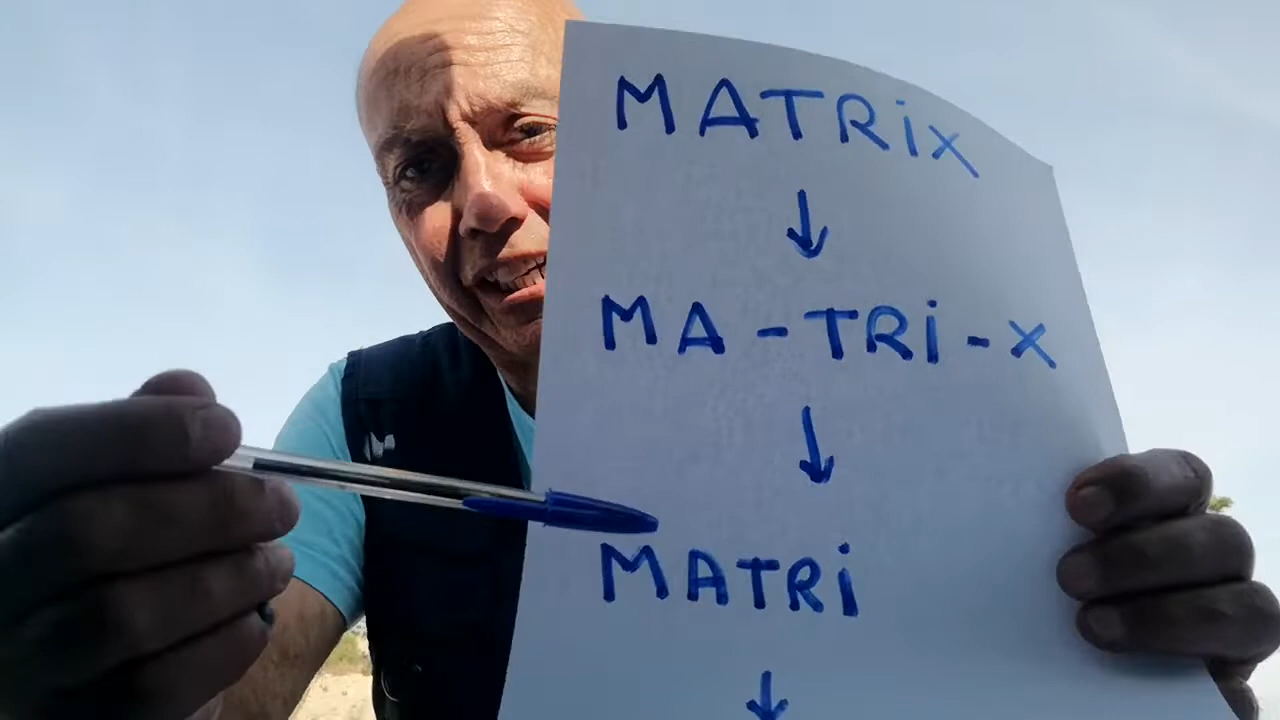 MATRiX
↓
MA-TRi-X
↓
MATRi
↓